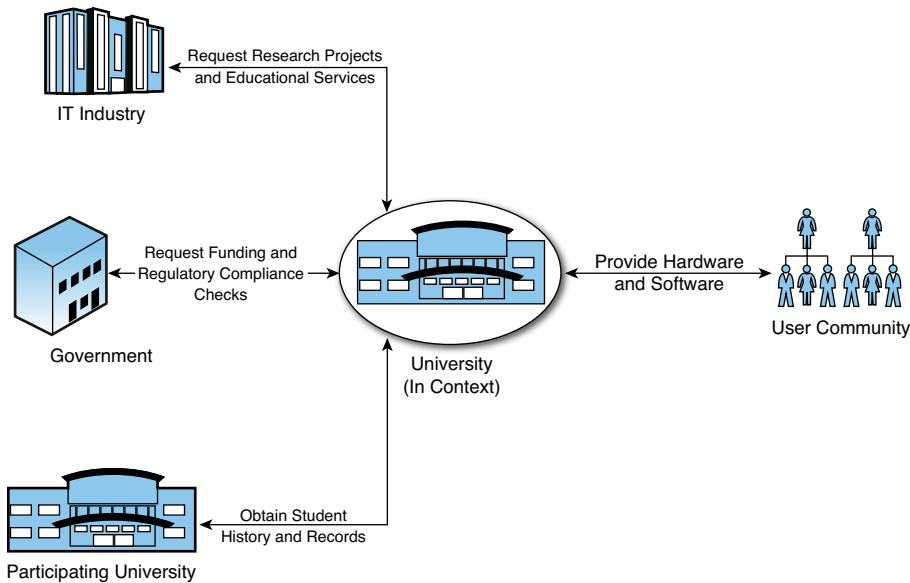 Request Research Projects
and Educational Services
IT Industry
Request Funding and
Regulatory Compliance
Checks
Government
University
(In Context)
Provide Hardware
and Software
User Community
Obtain Student
History and Records
Participating University